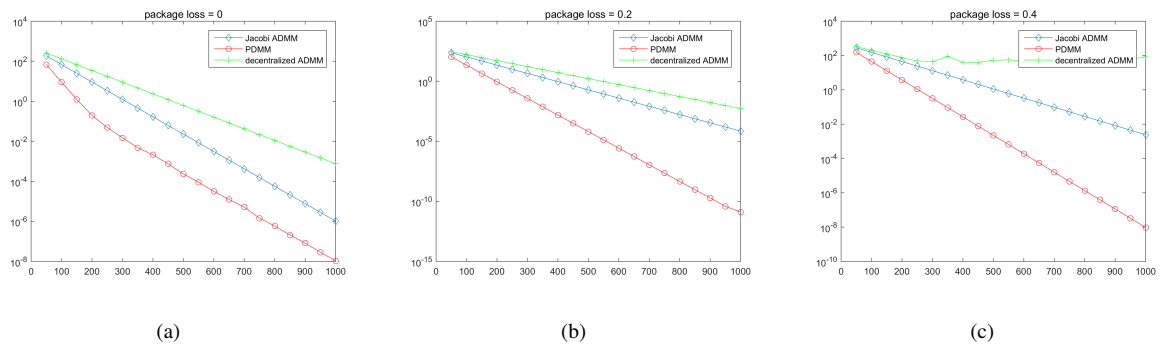 package loss = 0
10^4
10^2
10^0
10^-2
10^-4
10^-6
10^-8
0 100 200 300 400 500 600 700 800 900 1000
Jacobi ADMM
PDMM
decentralized ADMM
(a)
package loss = 0.2
10^5
10^0
10^-5
10^-10
10^-15
0 100 200 300 400 500 600 700 800 900 1000
Jacobi ADMM
PDMM
decentralized ADMM
(b)
package loss = 0.4
10^4
10^2
10^0
10^-2
10^-4
10^-6
10^-8
10^-10
0 100 200 300 400 500 600 700 800 900 1000
Jacobi ADMM
PDMM
decentralized ADMM
(c)